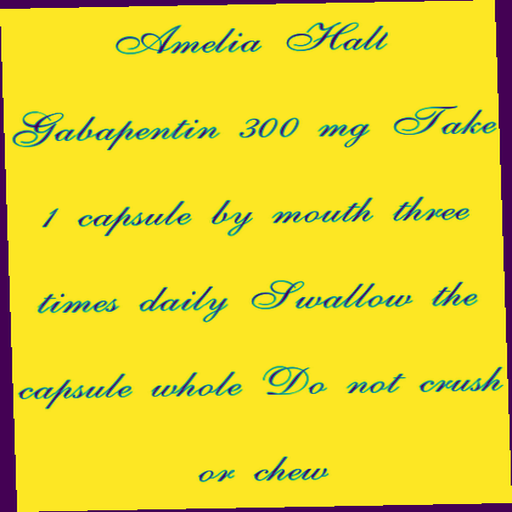 Amelia Halt
Gabapentin 300 mg Take
1 capsule by mouth three
times daily Swallow the
capsule whole Do not crush
or chew